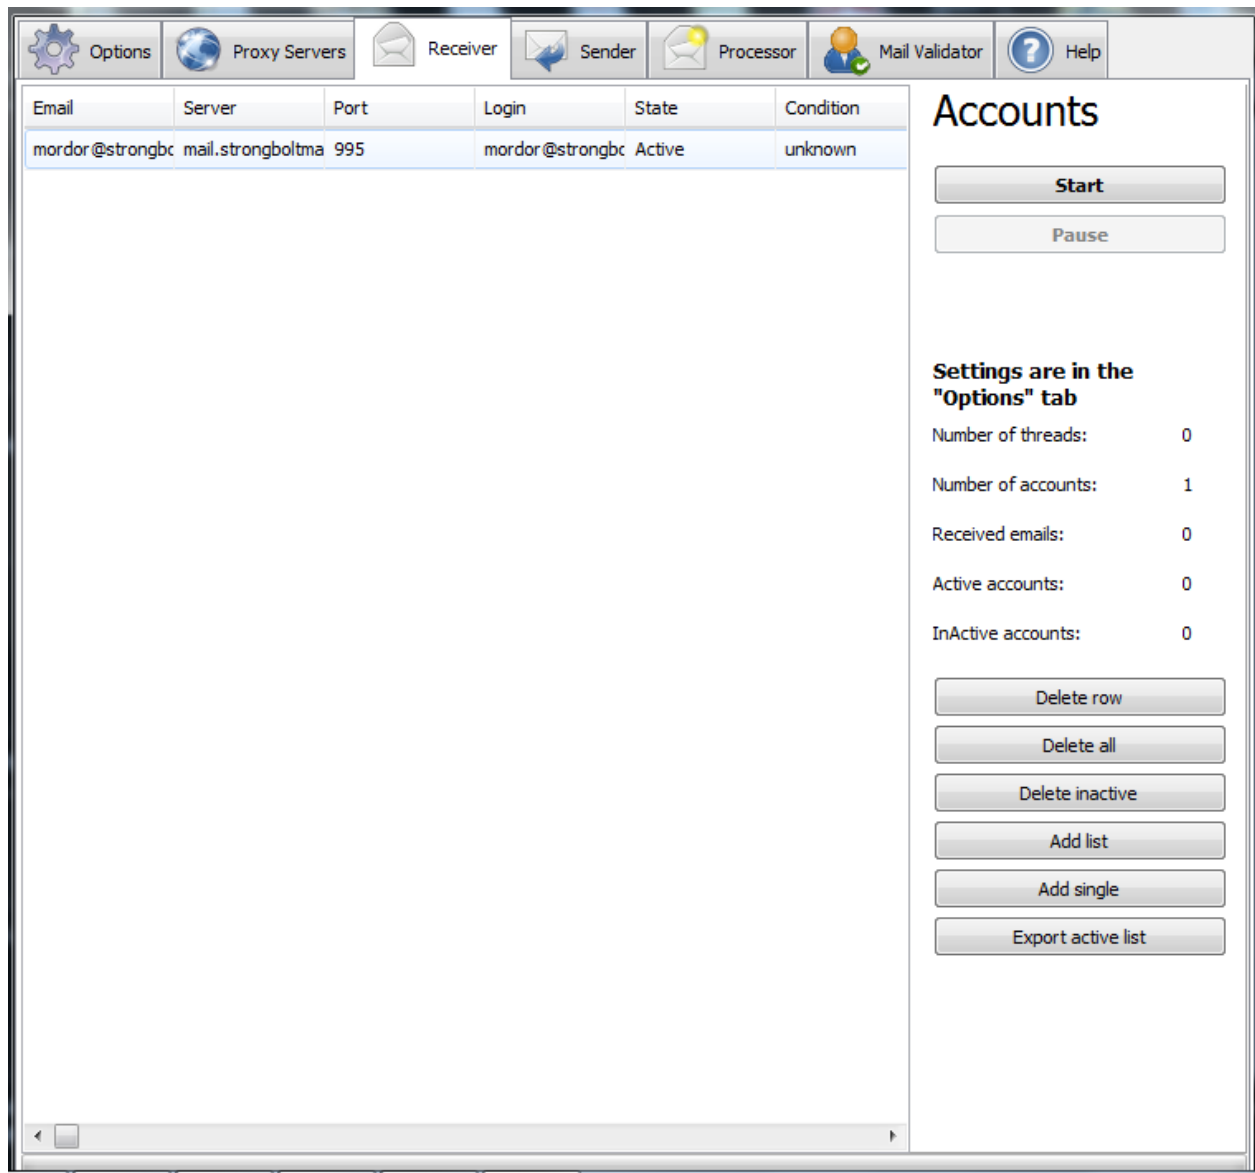 Options Proxy Servers Receiver Sender Processor Mail Validator Help
Email Server Port Login State Condition
mordor@strongbc mail.strongboltma 995 mordor@strongbc Active unknown
Accounts
Start
Pause
Settings are in the
"Options" tab
Number of threads: 0
Number of accounts: 1
Received emails: 0
Active accounts: 0
InActive accounts: 0
Delete row
Delete all
Delete inactive
Add list
Add single
Export active list